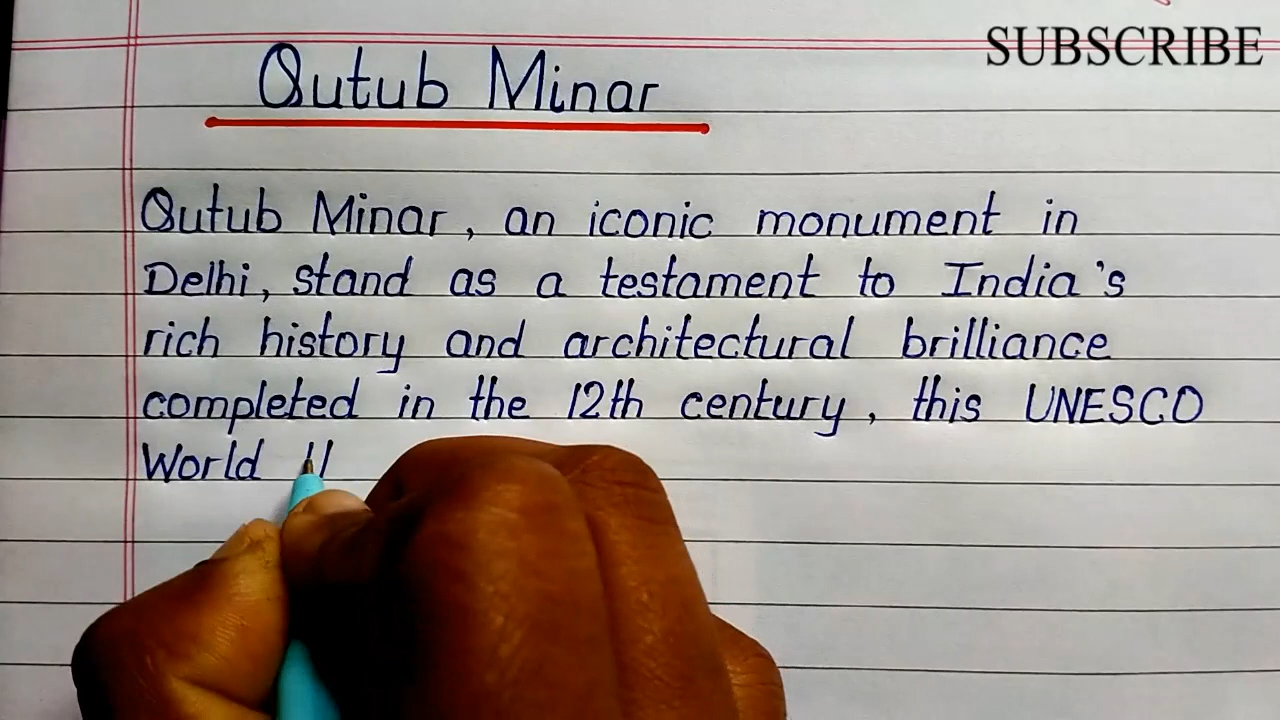 SUBSCRIBE
Qutub Minar
Qutub Minar, an iconic monument in
Delhi, stand as a testament to India's
rich history and architectural brilliance
completed in the 12th century, this UNESCO
World